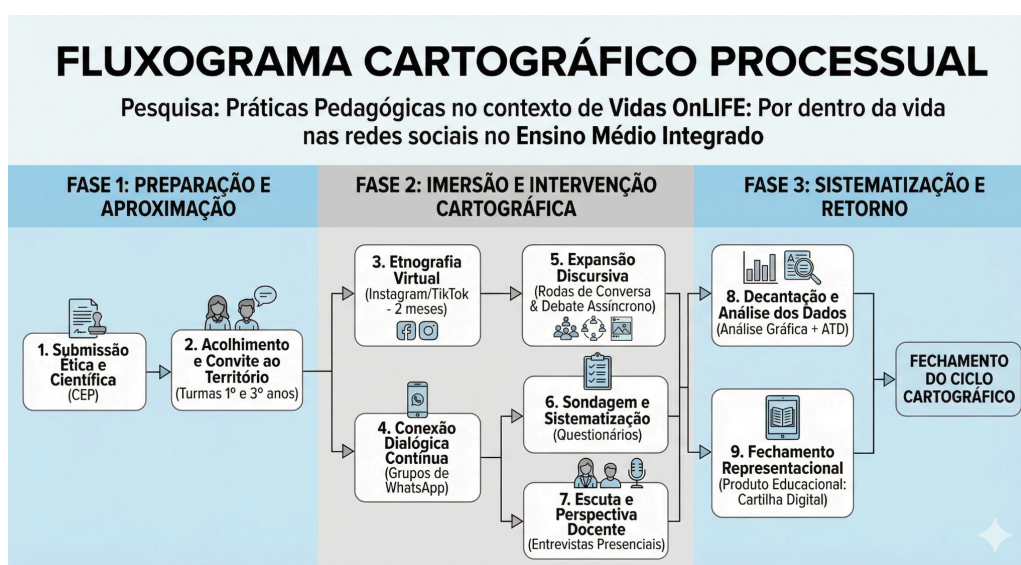 FLUXOGRAMA CARTOGRÁFICO PROCESSUAL
Pesquisa: Práticas Pedagógicas no contexto de Vidas OnLIFE: Por dentro da vida
nas redes sociais no Ensino Médio Integrado
FASE 1: PREPARAÇÃO E
APROXIMAÇÃO
1. Submissão
Ética e
Científica
(CEP)
2. Acolhimento
e Convite ao
Território
(Turmas 1º e 3º anos)
FASE 2: IMERSÃO E INTERVENÇÃO
CARTOGRÁFICA
3. Etnografia
Virtual
(Instagram/TikTok
- 2 meses)
4. Conexão
Dialógica
Contínua
(Grupos de
WhatsApp)
5. Expansão
Discursiva
(Rodas de Conversa
& Debate Assíncrono)
6. Sondagem e
Sistematização
(Questionários)
7. Escuta e
Perspectiva
Docente
(Entrevistas Presenciais)
FASE 3: SISTEMATIZAÇÃO E
RETORNO
8. Decantação e
Análise dos Dados
(Análise Gráfica + ATD)
9. Fechamento
Representacional
(Produto Educacional:
Cartilha Digital)
FECHAMENTO
DO CICLO
CARTOGRÁFICO